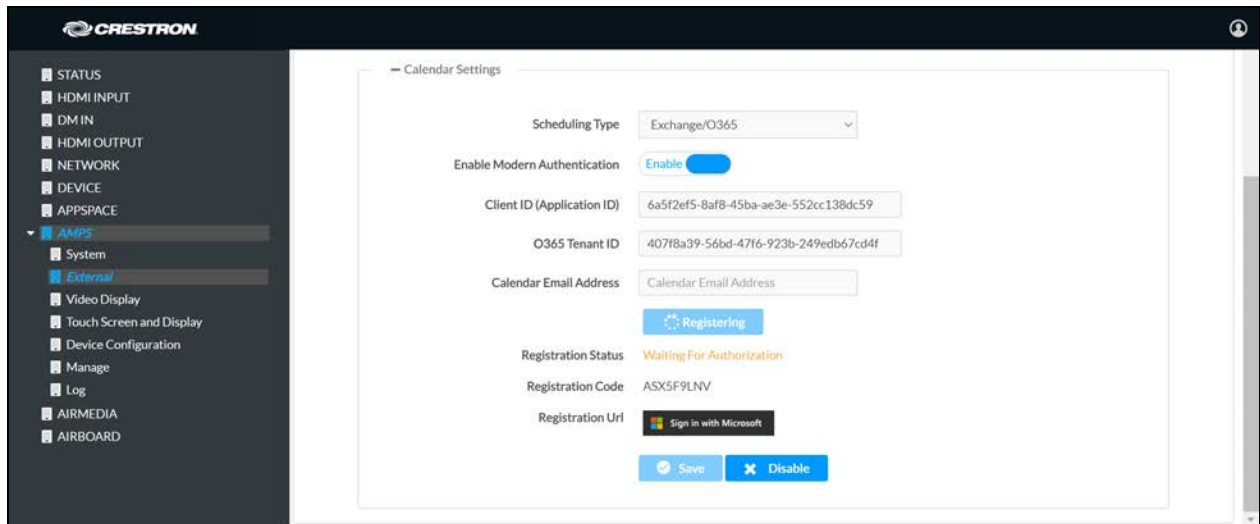 CRESTRON
STATUS
HDMI INPUT
DM IN
HDMI OUTPUT
NETWORK
DEVICE
APPSPACE
AMPS
System
External
Video Display
Touch Screen and Display
Device Configuration
Manage
Log
AIRMEDIA
AIRBOARD
Calendar Settings
Scheduling Type Exchange/O365
Enable Modern Authentication Enable
Client ID (Application ID) 6a5f2ef5-8af8-45ba-ae3e-552cc138dc59
O365 Tenant ID 407f8a39-56bd-47f6-923b-249edb67cd4f
Calendar Email Address Calendar Email Address
Registering
Registration Status Waiting For Authorization
Registration Code ASX5F9LNV
Registration Url Sign in with Microsoft
Save Disable